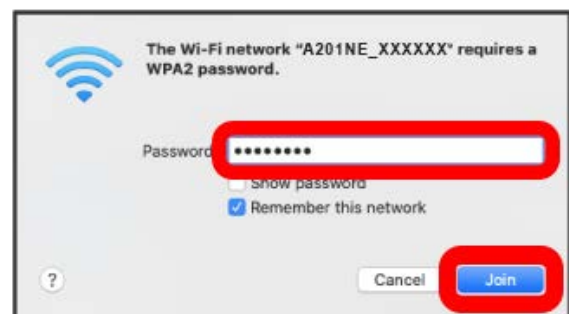 The Wi-Fi network “A201NE_XXXXXX” requires a
WPA2 password.
Password
••••••••
Show password
Remember this network
?
Cancel
Join